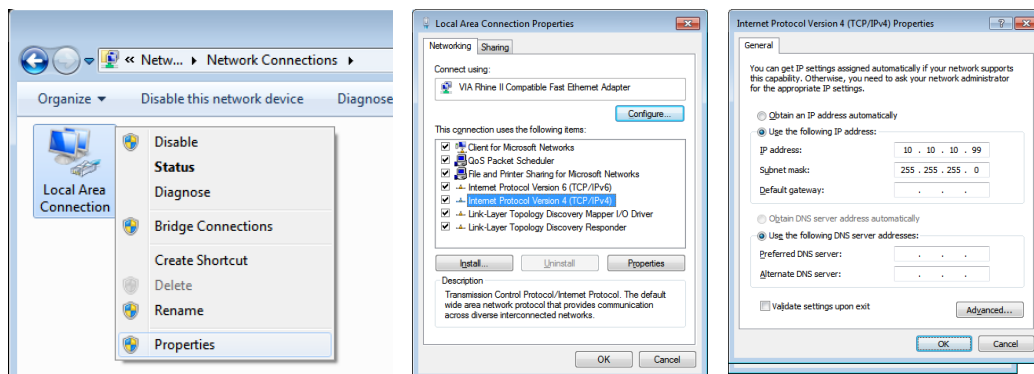 « Netw... ▸ Network Connections ▸
Organize ▾ Disable this network device Diagnose
Local Area
Connection
Disable
Status
Diagnose
Bridge Connections
Create Shortcut
Delete
Rename
Properties
Local Area Connection Properties
Networking Sharing
Connect using:
VIA Rhine II Compatible Fast Ethernet Adapter
Configure...
This connection uses the following items:
Client for Microsoft Networks
QoS Packet Scheduler
File and Printer Sharing for Microsoft Networks
Internet Protocol Version 6 (TCP/IPv6)
Internet Protocol Version 4 (TCP/IPv4)
Link-Layer Topology Discovery Mapper I/O Driver
Link-Layer Topology Discovery Responder
Install... Uninstall Properties
Description
Transmission Control Protocol/Internet Protocol. The default
wide area network protocol that provides communication
across diverse interconnected networks.
OK Cancel
Internet Protocol Version 4 (TCP/IPv4) Properties
General
You can get IP settings assigned automatically if your network supports
this capability. Otherwise, you need to ask your network administrator
for the appropriate IP settings.
Obtain an IP address automatically
Use the following IP address:
IP address: 10 . 10 . 10 . 99
Subnet mask: 255 . 255 . 255 . 0
Default gateway: . . .
Obtain DNS server address automatically
Use the following DNS server addresses:
Preferred DNS server: . . .
Alternate DNS server: . . .
Validate settings upon exit
Advanced...
OK Cancel